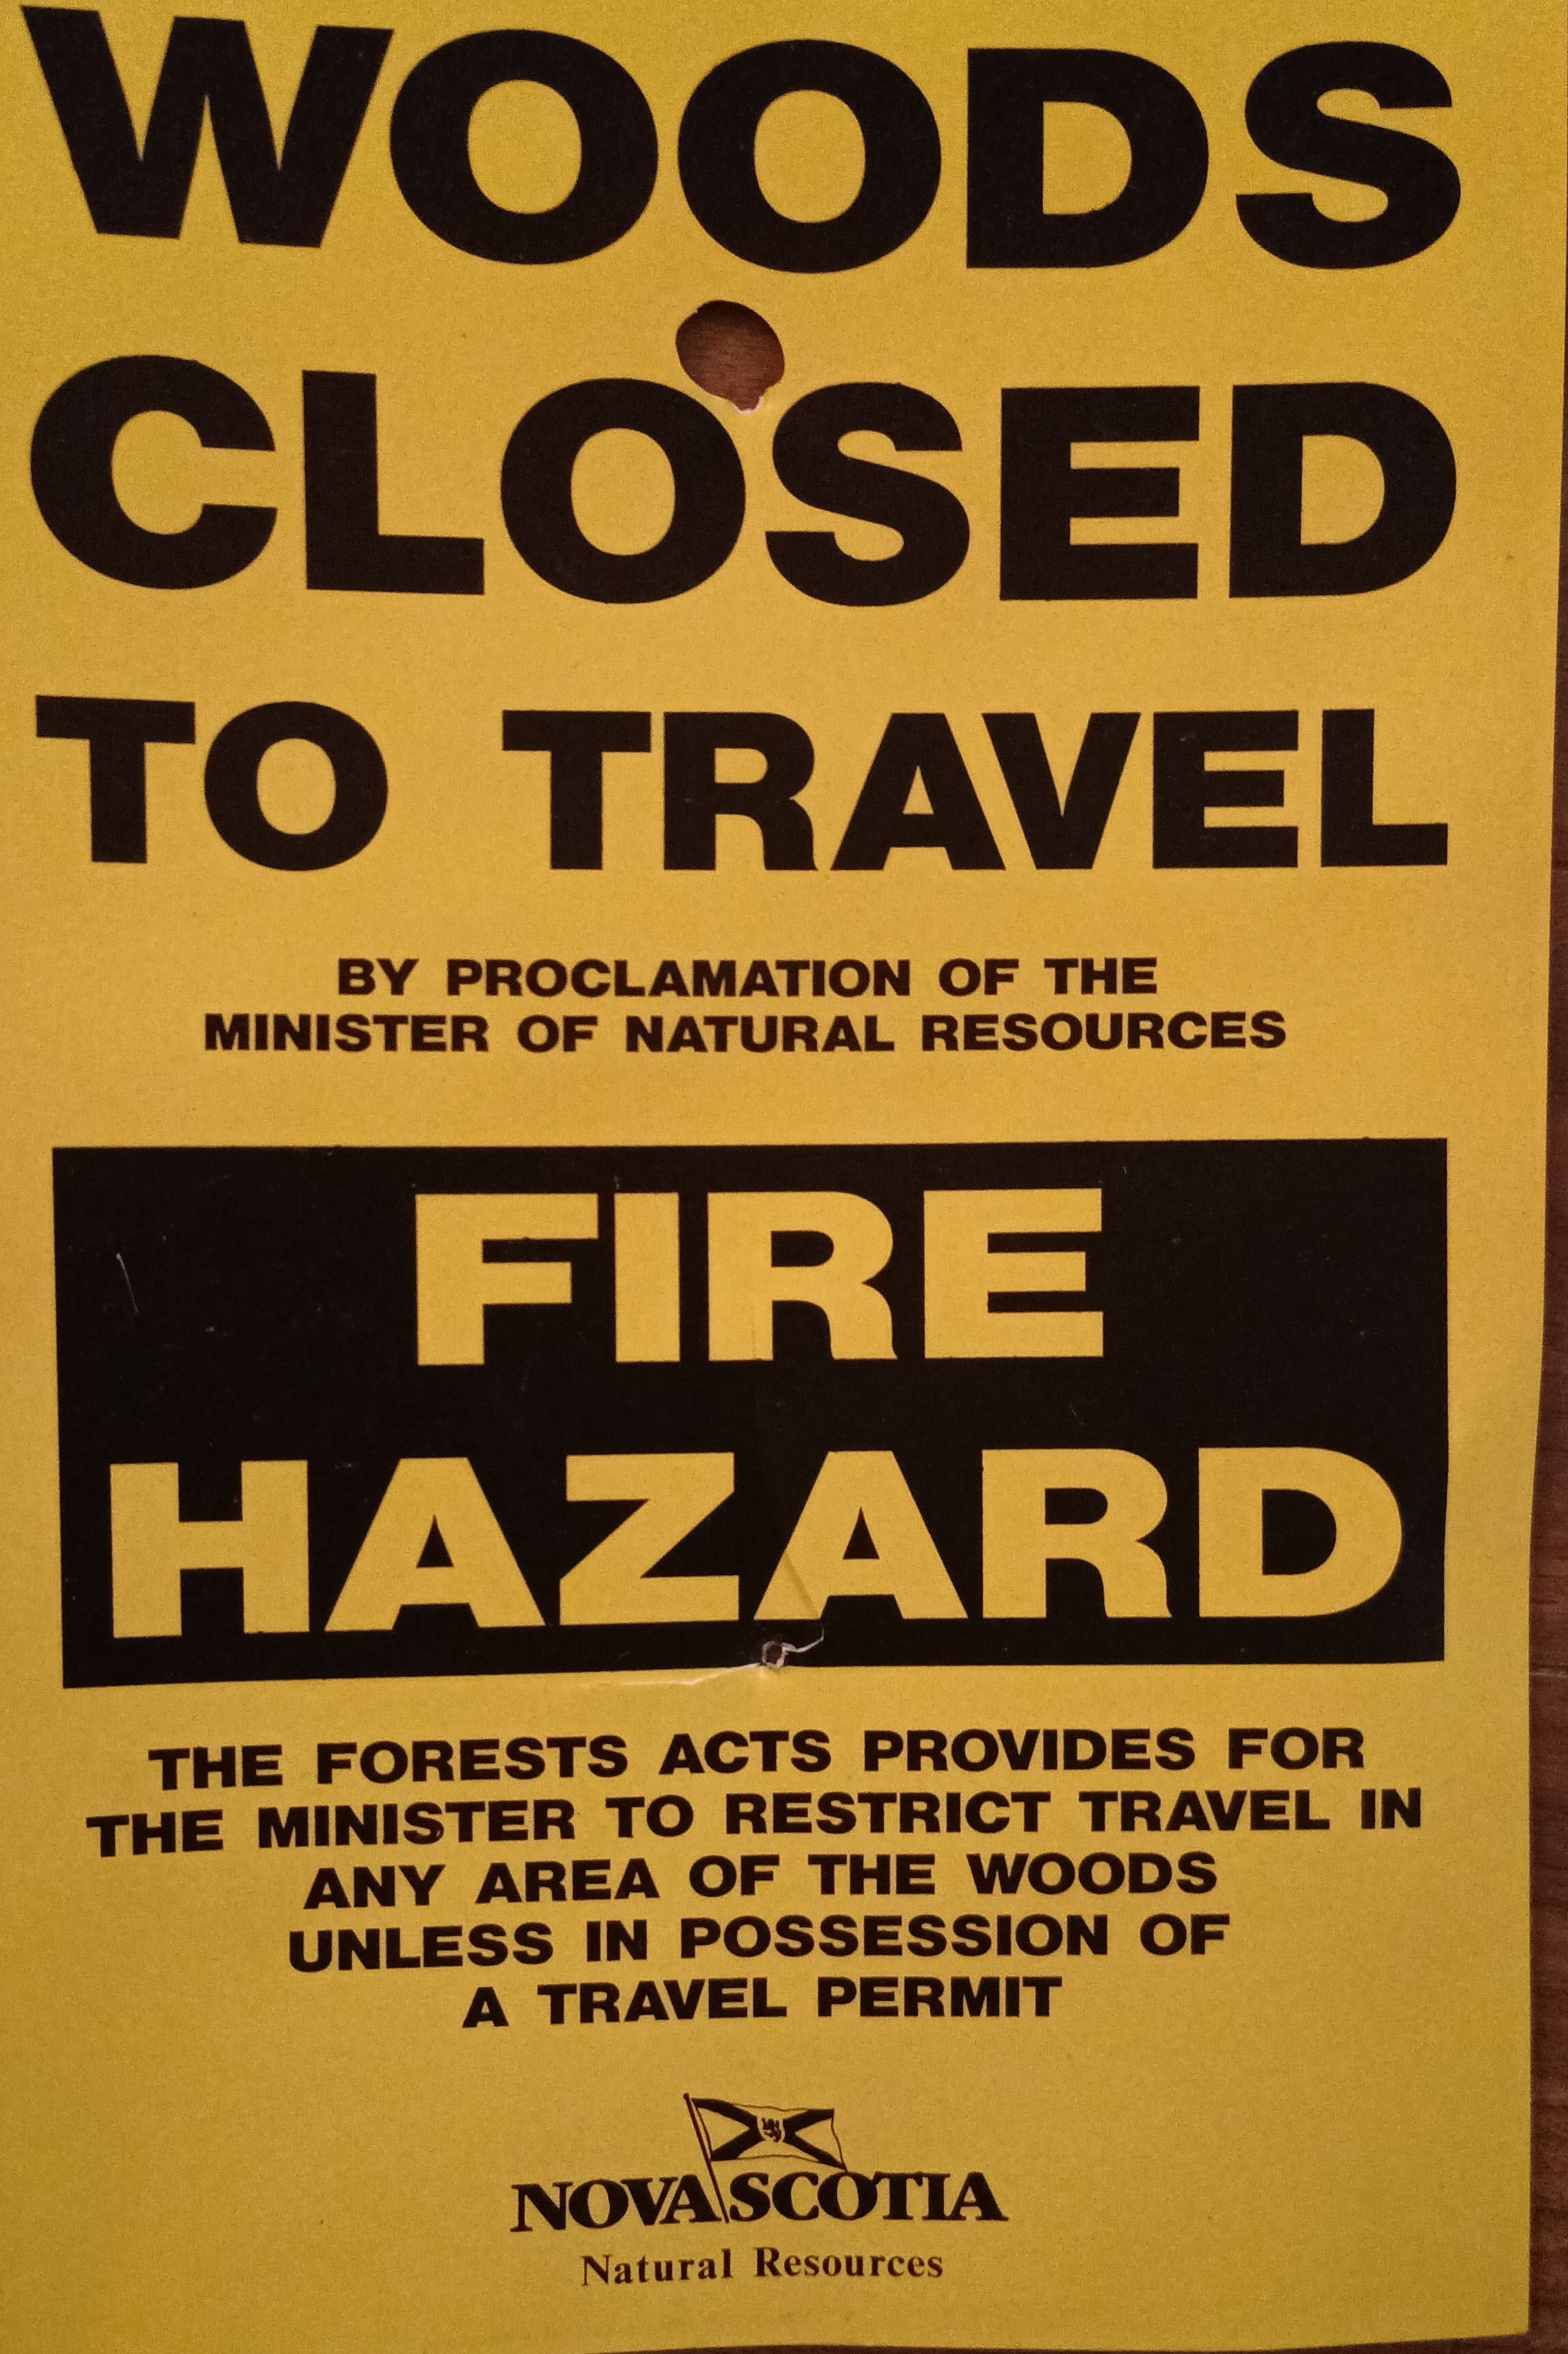 WOODS
CLOSED
TO TRAVEL
BY PROCLAMATION OF THE
MINISTER OF NATURAL RESOURCES
FIRE
HAZARD
THE FORESTS ACTS PROVIDES FOR
THE MINISTER TO RESTRICT TRAVEL IN
ANY AREA OF THE WOODS
UNLESS IN POSSESSION OF
A TRAVEL PERMIT
NOVA SCOTIA
Natural Resources